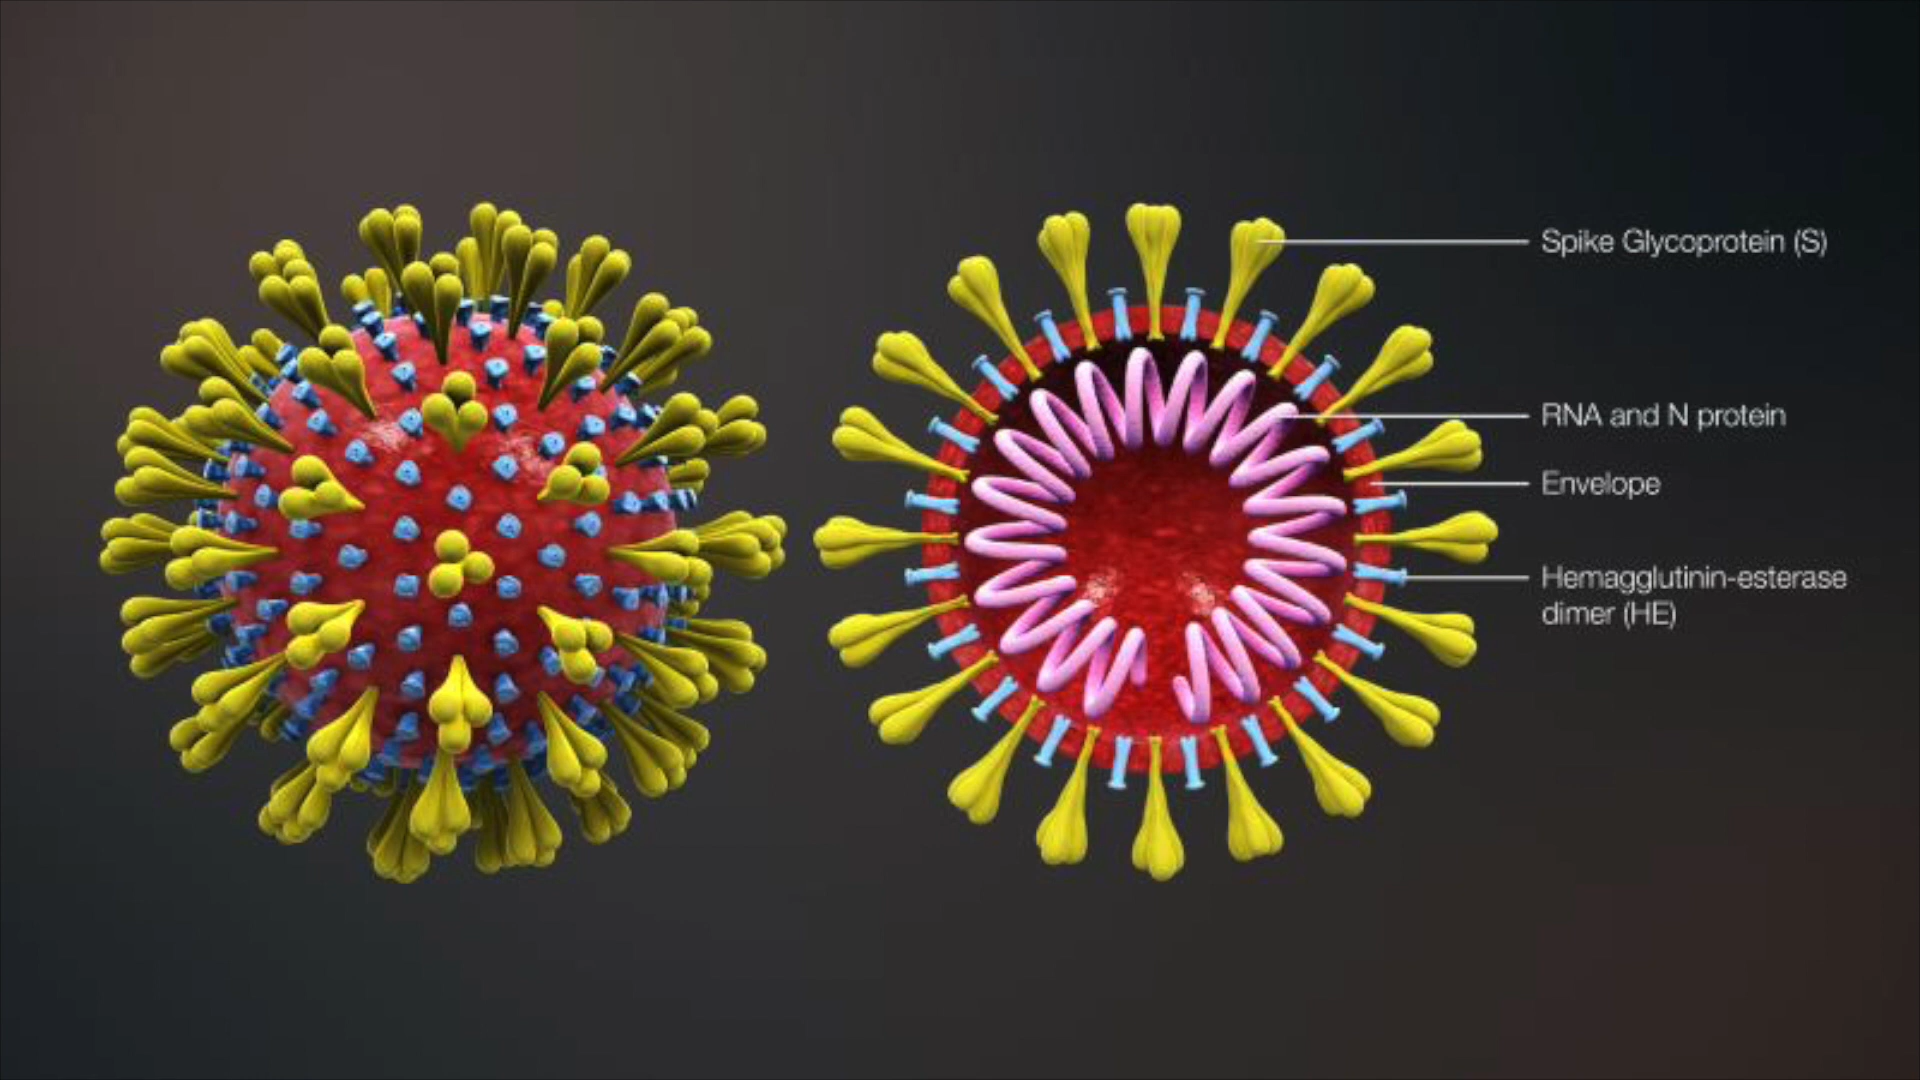 Spike Glycoprotein (S)
RNA and N protein
Envelope
Hemagglutinin-esterase
dimer (HE)